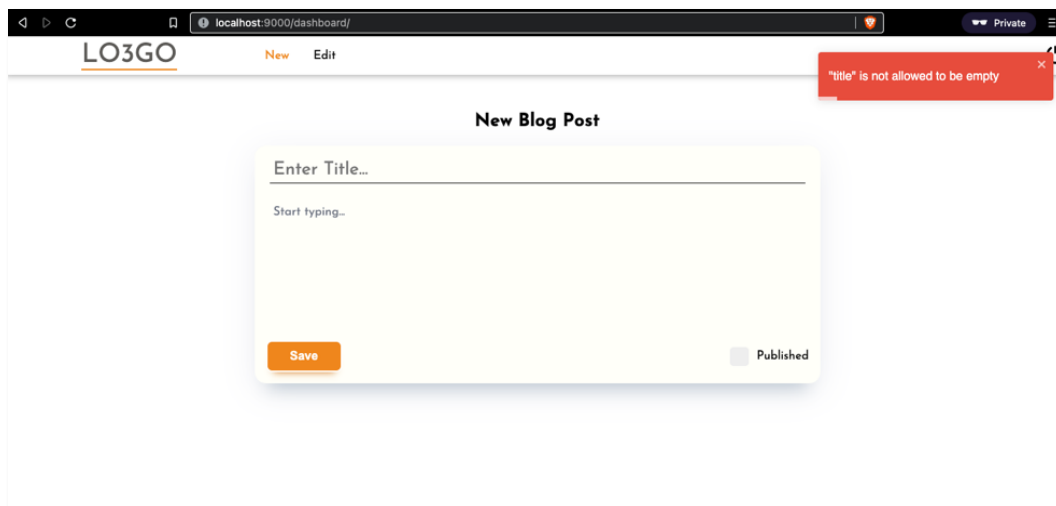 localhost:9000/dashboard/
Private
LO3GO
New Edit
"title" is not allowed to be empty
New Blog Post
Enter Title...
Start typing...
Save
Published